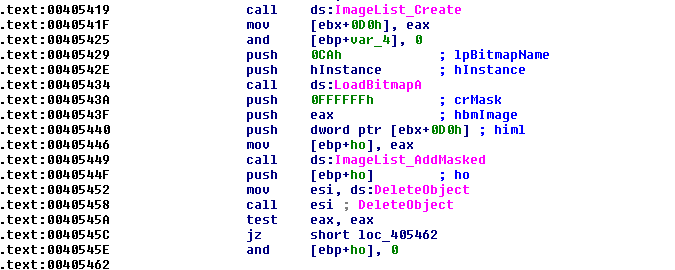 .text:00405419 call ds:ImageList_Create
.text:0040541F mov [ebx+0D0h], eax
.text:00405425 and [ebp+var_4], 0
.text:00405429 push 0CAh ; lpBitmapName
.text:0040542E push hInstance ; hInstance
.text:00405434 call ds:LoadBitmapA
.text:0040543A push 0FFFFFFh ; crMask
.text:0040543F push eax ; hbmImage
.text:00405440 push dword ptr [ebx+0D0h] ; himl
.text:00405446 mov [ebp+ho], eax
.text:00405449 call ds:ImageList_AddMasked
.text:0040544F push [ebp+ho] ; ho
.text:00405452 mov esi, ds:DeleteObject
.text:00405458 call esi ; DeleteObject
.text:0040545A test eax, eax
.text:0040545C jz short loc_405462
.text:0040545E and [ebp+ho], 0
.text:00405462